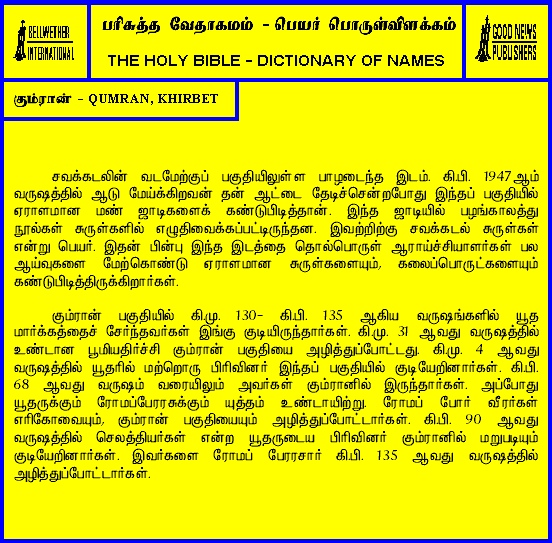 BELLWETHER
INTERNATIONAL
பரிசுத்த வேதாகமம் - பெயர் பொருள்விளக்கம்
THE HOLY BIBLE - DICTIONARY OF NAMES
GOOD NEWS
PUBLISHERS
கும்ரான் - QUMRAN, KHIRBET
சவக்கடலின் வடமேற்குப் பகுதியிலுள்ள பாழடைந்த இடம். கி.பி. 1947ஆம்
வருஷத்தில் ஆடு மேய்க்கிறவன் தன் ஆட்டை தேடிச்சென்றபோது இந்தப் பகுதியில்
ஏராளமான மண் ஜாடிகளைக் கண்டுபிடித்தான். இந்த ஜாடியில் பழங்காலத்து
நூல்கள் சுருள்களில் எழுதிவைக்கப்பட்டிருந்தன. இவற்றிற்கு சவக்கடல் சுருள்கள்
என்று பெயர். இதன் பின்பு இந்த இடத்தை தொல்பொருள் ஆராய்ச்சியாளர்கள் பல
ஆய்வுகளை மேற்கொண்டு ஏராளமான சுருள்களையும், கலைப்பொருட்களையும்
கண்டுபிடித்திருக்கிறார்கள்.
கும்ரான் பகுதியில் கி.மு. 130- கி.பி. 135 ஆகிய வருஷங்களில் யூத
மார்க்கத்தைச் சேர்ந்தவர்கள் இங்கு குடியிருந்தார்கள். கி.மு. 31 ஆவது வருஷத்தில்
உண்டான பூமியதிர்ச்சி கும்ரான் பகுதியை அழித்துப்போட்டது. கி.மு. 4 ஆவது
வருஷத்தில் யூதரில் மற்றொரு பிரிவினர் இந்தப் பகுதியில் குடியேறினார்கள். கி.பி.
68 ஆவது வருஷம் வரையிலும் அவர்கள் கும்ரானில் இருந்தார்கள். அப்போது
யூதருக்கும் ரோமப்பேரரசுக்கும் யுத்தம் உண்டாயிற்று. ரோமப் போர் வீரர்கள்
எரிகோவையும், கும்ரான் பகுதியையும் அழித்துப்போட்டார்கள். கி.பி. 90 ஆவது
வருஷத்தில் செலத்தியர்கள் என்ற யூதருடைய பிரிவினர் கும்ரானில் மறுபடியும்
குடியேறினார்கள். இவர்களை ரோமப் பேரரசார் கி.பி. 135 ஆவது வருஷத்தில்
அழித்துப்போட்டார்கள்.